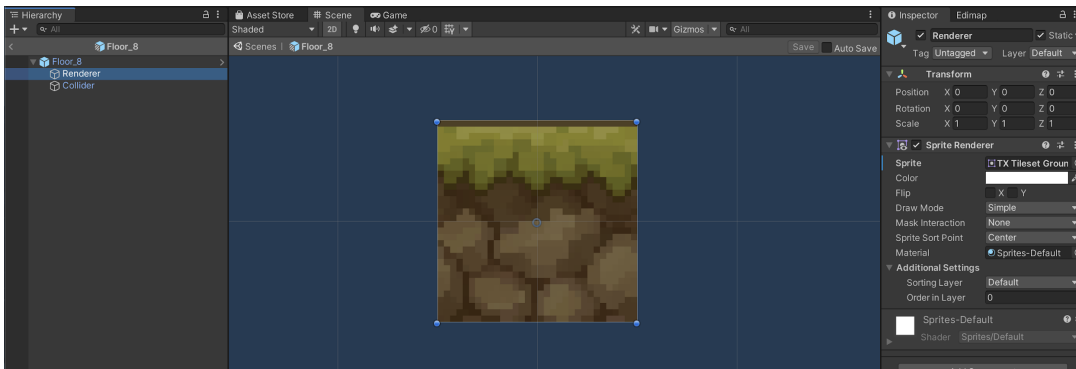 Hierarchy
All
Floor_8
Floor_8
Renderer
Collider
Asset Store
Scene
Game
Shaded
2D
0
Gizmos
All
Scenes
Floor_8
Save
Auto Save
Inspector
Edimap
Renderer
Static
Tag Untagged Layer Default
Transform
Position X 0 Y 0 Z 0
Rotation X 0 Y 0 Z 0
Scale X 1 Y 1 Z 1
Sprite Renderer
Sprite TX Tileset Groun
Color
Flip X Y
Draw Mode Simple
Mask Interaction None
Sprite Sort Point Center
Material Sprites-Default
Additional Settings
Sorting Layer Default
Order in Layer 0
Sprites-Default
Shader Sprites/Default